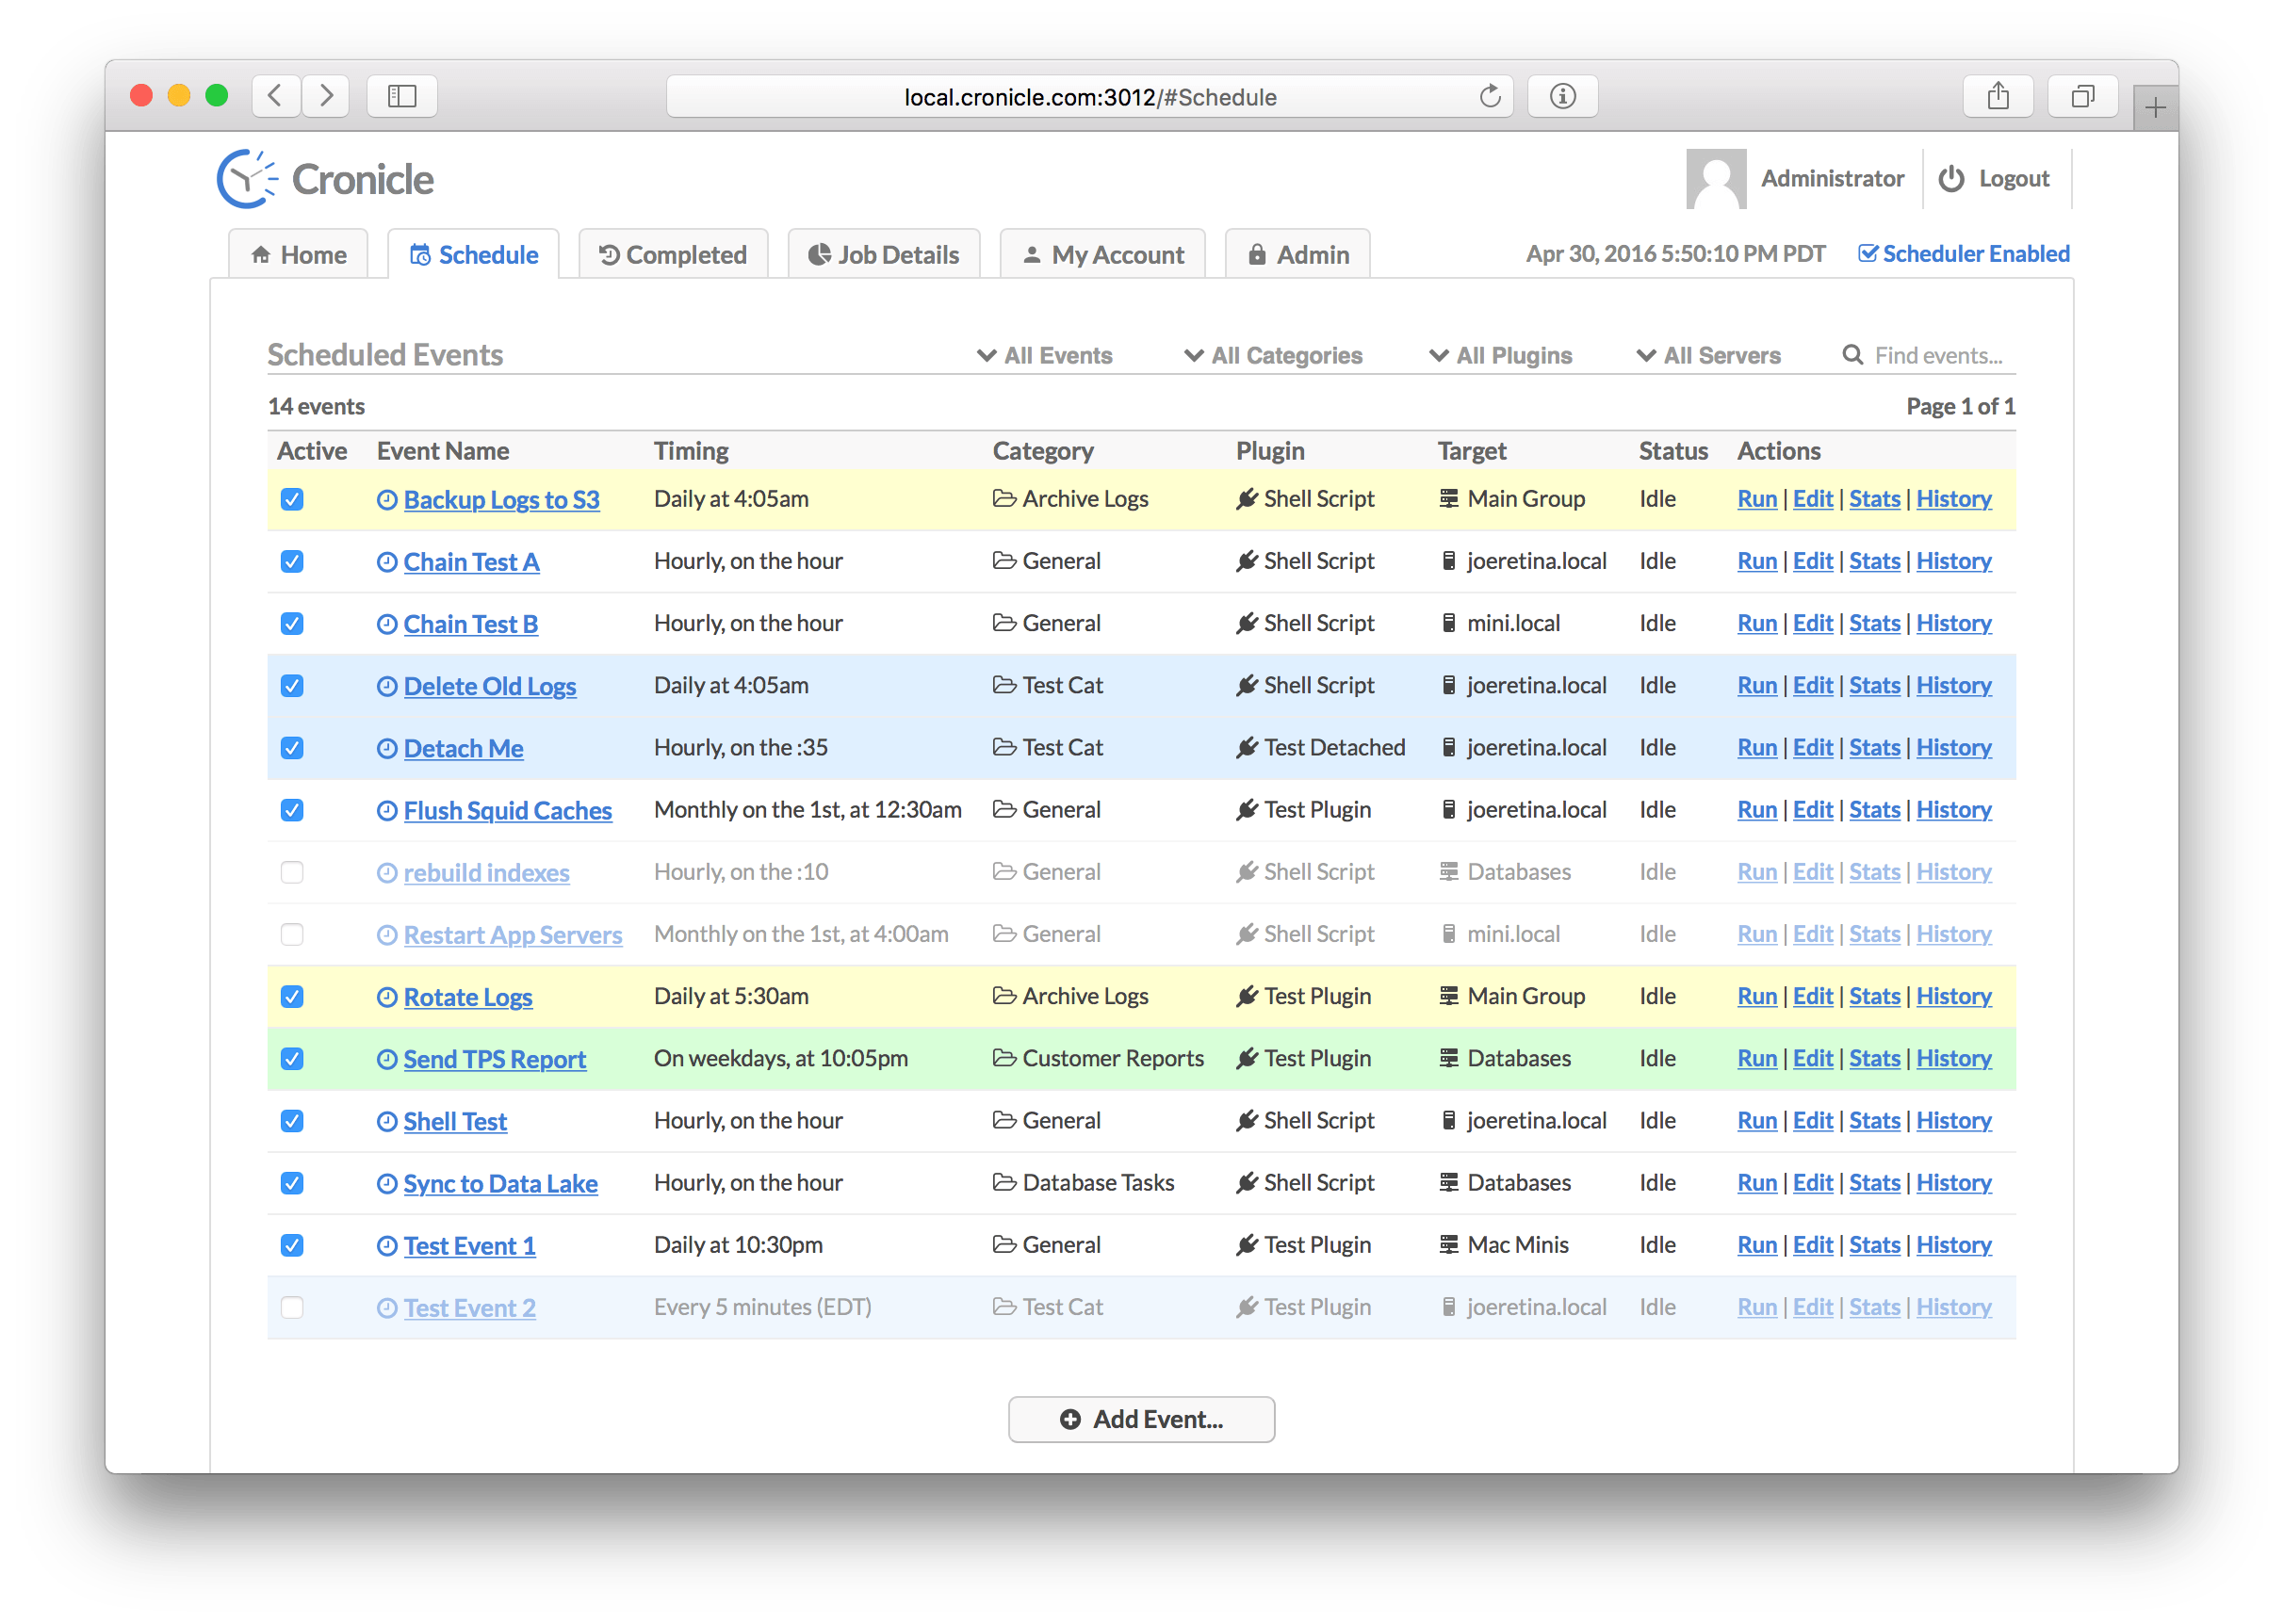 local.cronicle.com:3012/#Schedule
Cronicle
Administrator Logout
Home Schedule Completed Job Details My Account Admin Apr 30, 2016 5:50:10 PM PDT Scheduler Enabled
Scheduled Events All Events All Categories All Plugins All Servers Find events...
14 events Page 1 of 1
Active Event Name Timing Category Plugin Target Status Actions
Backup Logs to S3 Daily at 4:05am Archive Logs Shell Script Main Group Idle Run | Edit | Stats | History
Chain Test A Hourly, on the hour General Shell Script joeretina.local Idle Run | Edit | Stats | History
Chain Test B Hourly, on the hour General Shell Script mini.local Idle Run | Edit | Stats | History
Delete Old Logs Daily at 4:05am Test Cat Shell Script joeretina.local Idle Run | Edit | Stats | History
Detach Me Hourly, on the :35 Test Cat Test Detached joeretina.local Idle Run | Edit | Stats | History
Flush Squid Caches Monthly on the 1st, at 12:30am General Test Plugin joeretina.local Idle Run | Edit | Stats | History
rebuild indexes Hourly, on the :10 General Shell Script Databases Idle Run | Edit | Stats | History
Restart App Servers Monthly on the 1st, at 4:00am General Shell Script mini.local Idle Run | Edit | Stats | History
Rotate Logs Daily at 5:30am Archive Logs Test Plugin Main Group Idle Run | Edit | Stats | History
Send TPS Report On weekdays, at 10:05pm Customer Reports Test Plugin Databases Idle Run | Edit | Stats | History
Shell Test Hourly, on the hour General Shell Script joeretina.local Idle Run | Edit | Stats | History
Sync to Data Lake Hourly, on the hour Database Tasks Shell Script Databases Idle Run | Edit | Stats | History
Test Event 1 Daily at 10:30pm General Test Plugin Mac Minis Idle Run | Edit | Stats | History
Test Event 2 Every 5 minutes (EDT) Test Cat Test Plugin joeretina.local Idle Run | Edit | Stats | History
Add Event...